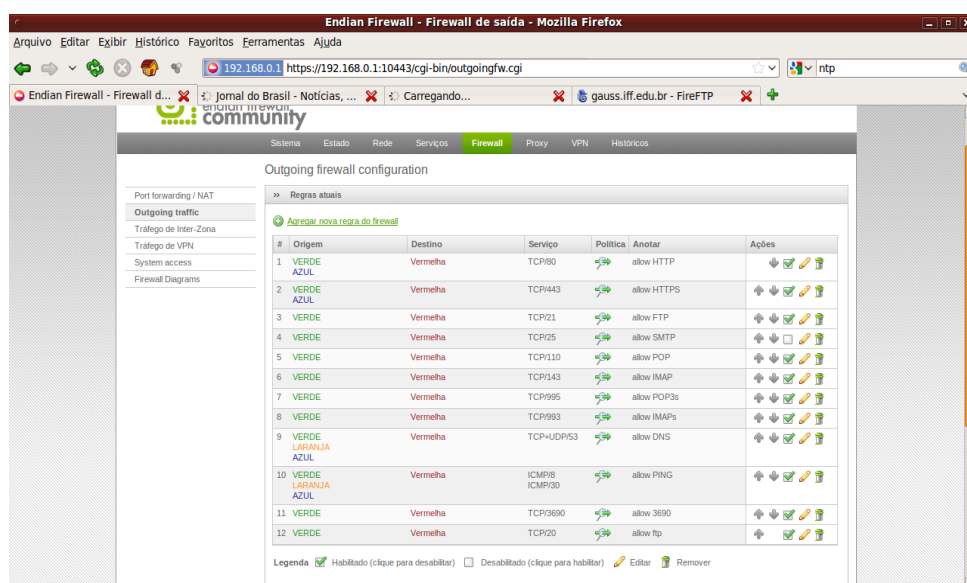 Endian Firewall - Firewall de saída - Mozilla Firefox
Arquivo Editar Exibir Histórico Favoritos Ferramentas Ajuda
192.168.0.1 https://192.168.0.1:10443/cgi-bin/outgoingfw.cgi ntp
Endian Firewall - Firewall d... Jornal do Brasil - Notícias, ... Carregando... gauss.iff.edu.br - FireFTP
endian firewall
community
Sistema Estado Rede Serviços Firewall Proxy VPN Históricos
Outgoing firewall configuration
Port forwarding / NAT
Outgoing traffic
Tráfego de Inter-Zona
Tráfego de VPN
System access
Firewall Diagrams
>> Regras atuais
Agregar nova regra do firewall
# Origem Destino Serviço Política Anotar Ações
1 VERDE Vermelha TCP/80 allow HTTP
AZUL
2 VERDE Vermelha TCP/443 allow HTTPS
AZUL
3 VERDE Vermelha TCP/21 allow FTP
4 VERDE Vermelha TCP/25 allow SMTP
5 VERDE Vermelha TCP/110 allow POP
6 VERDE Vermelha TCP/143 allow IMAP
7 VERDE Vermelha TCP/995 allow POP3s
8 VERDE Vermelha TCP/993 allow IMAPs
9 VERDE Vermelha TCP+UDP/53 allow DNS
LARANJA
AZUL
10 VERDE Vermelha ICMP/8 allow PING
LARANJA ICMP/30
AZUL
11 VERDE Vermelha TCP/3690 allow 3690
12 VERDE Vermelha TCP/20 allow ftp
Legenda Habilitado (clique para desabilitar) Desabilitado (clique para habilitar) Editar Remover